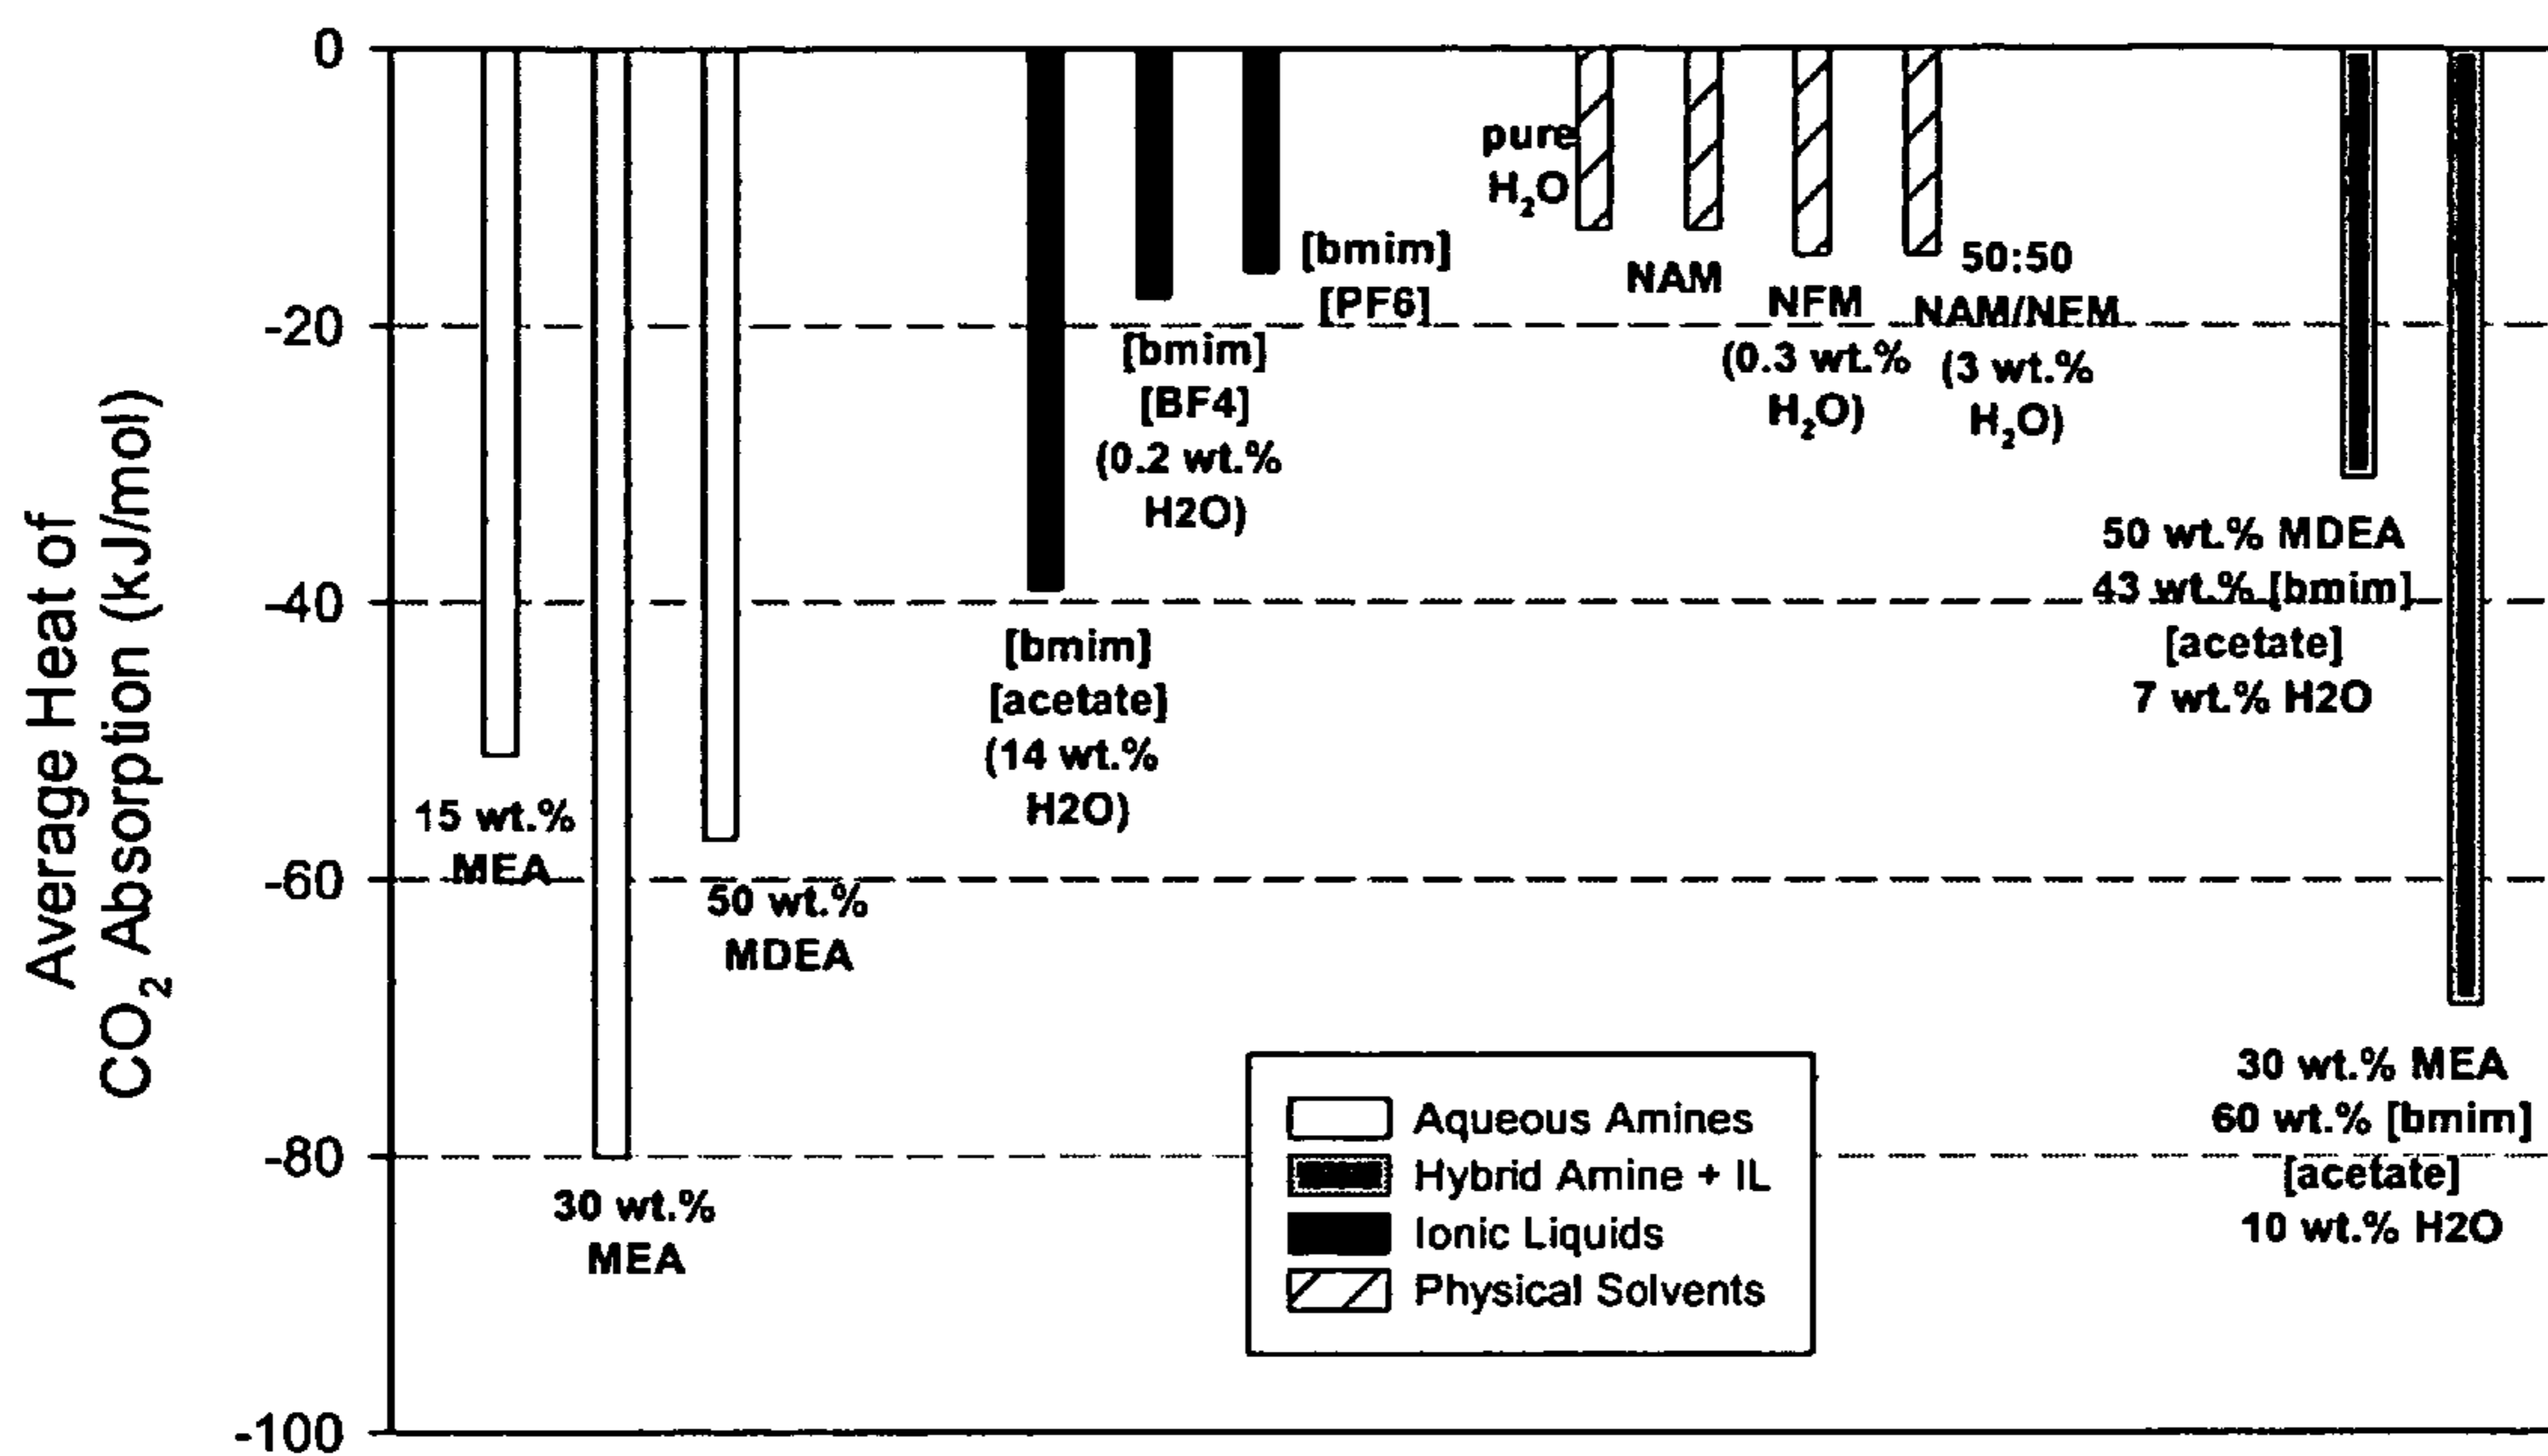 Average Heat of
CO₂ Absorption (kJ/mol)
0
-20
-40
-60
-80
-100
15 wt.%
MEA
30 wt.%
MEA
50 wt.%
MDEA
[bmim]
[acetate]
(14 wt.%
H2O)
[bmim]
[BF4]
(0.2 wt.%
H2O)
[bmim]
[PF6]
pure
H₂O
NAM
NFM
(0.3 wt.%
H₂O)
50:50
NAM/NFM
(3 wt.%
H₂O)
50 wt.% MDEA
43 wt.% [bmim]
[acetate]
7 wt.% H2O
30 wt.% MEA
60 wt.% [bmim]
[acetate]
10 wt.% H2O
Aqueous Amines
Hybrid Amine + IL
Ionic Liquids
Physical Solvents